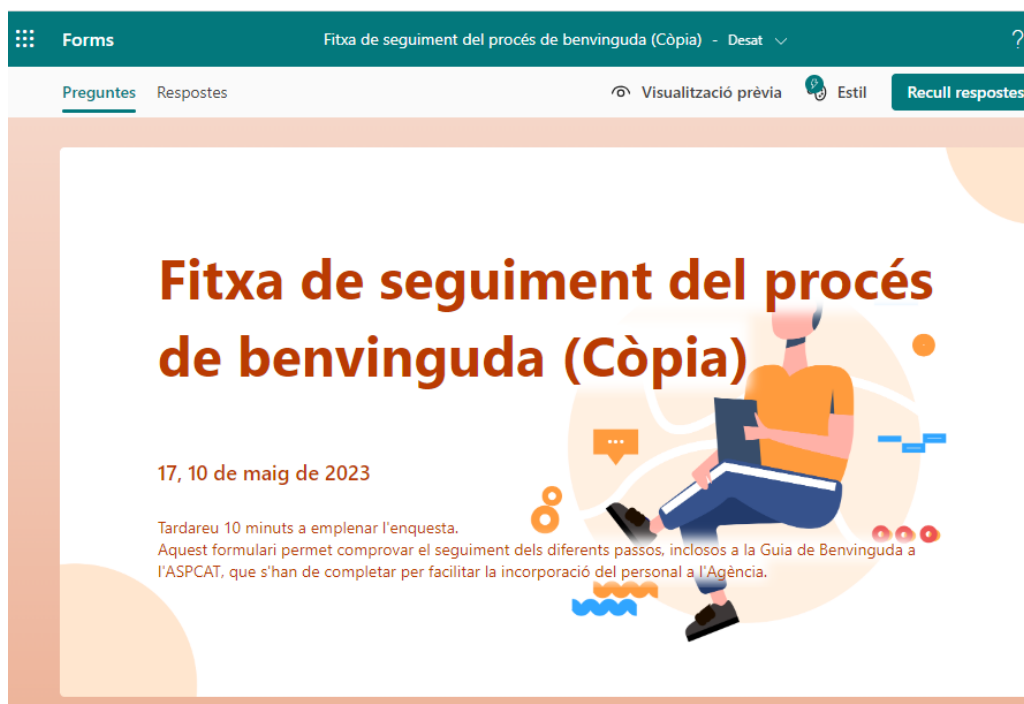 Forms
Fitxa de seguiment del procés de benvinguda (Còpia) - Desat
?
Preguntes Respostes
Visualització prèvia Estil Recull respostes
Fitxa de seguiment del procés
de benvinguda (Còpia)
17, 10 de maig de 2023
Tardareu 10 minuts a emplenar l'enquesta.
Aquest formulari permet comprovar el seguiment dels diferents passos, inclosos a la Guia de Benvinguda a
l'ASPCAT, que s'han de completar per facilitar la incorporació del personal a l'Agència.